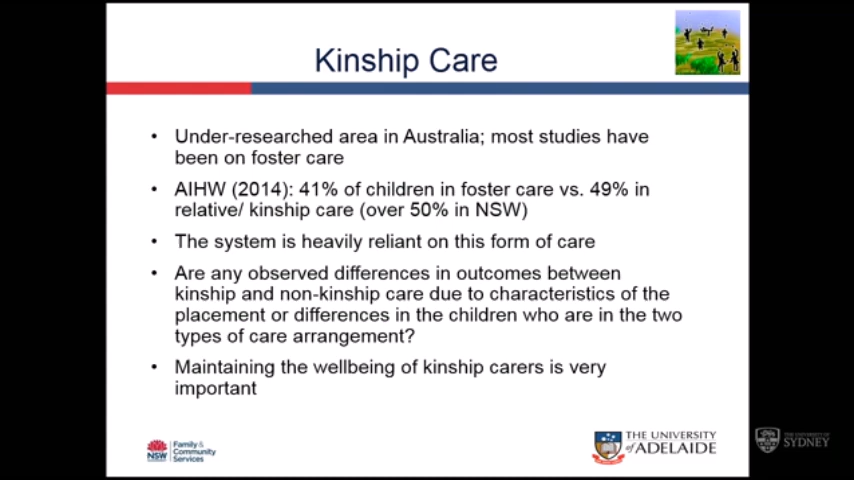 Kinship Care
• Under-researched area in Australia; most studies have
been on foster care
• AIHW (2014): 41% of children in foster care vs. 49% in
relative/ kinship care (over 50% in NSW)
• The system is heavily reliant on this form of care
• Are any observed differences in outcomes between
kinship and non-kinship care due to characteristics of the
placement or differences in the children who are in the two
types of care arrangement?
• Maintaining the wellbeing of kinship carers is very
important
NSW
Family &
Community
Services
THE UNIVERSITY
of ADELAIDE
THE UNIVERSITY OF
SYDNEY